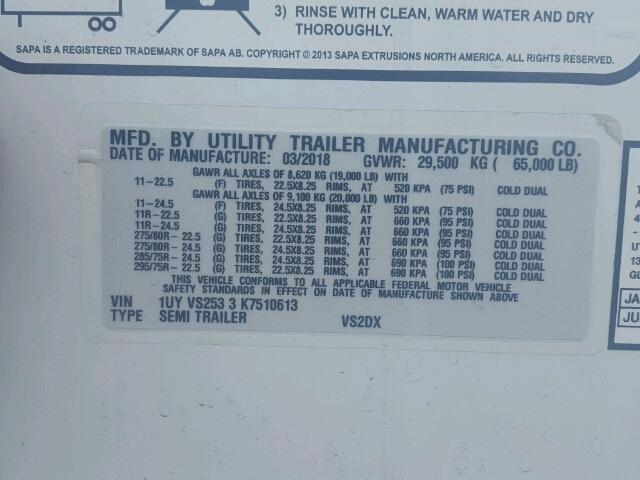 3) RINSE WITH CLEAN, WARM WATER AND DRY
THOROUGHLY.
SAPA IS A REGISTERED TRADEMARK OF SAPA AB. COPYRIGHT © 2013 SAPA EXTRUSIONS NORTH AMERICA. ALL RIGHTS RESERVED.
MFD. BY UTILITY TRAILER MANUFACTURING CO.
DATE OF MANUFACTURE: 03/2018 GVWR: 29,500 KG ( 65,000 LB)
GAWR ALL AXLES OF 8,620 KG (19,000 LB) WITH
11-22.5 (F) TIRES, 22.5X8.25 RIMS, AT 520 KPA (75 PSI) COLD DUAL
GAWR ALL AXLES OF 9,100 KG (20,000 LB) WITH
11-24.5 (F) TIRES, 24.5X8.25 RIMS, AT 520 KPA (75 PSI) COLD DUAL
11R-22.5 (G) TIRES, 22.5X8.25 RIMS, AT 660 KPA (95 PSI) COLD DUAL
11R-24.5 (G) TIRES, 24.5X8.25 RIMS, AT 660 KPA (95 PSI) COLD DUAL
275/80R-22.5 (G) TIRES, 22.5X8.25 RIMS, AT 660 KPA (95 PSI) COLD DUAL
275/80R-24.5 (G) TIRES, 24.5X8.25 RIMS, AT 660 KPA (95 PSI) COLD DUAL
285/75R-24.5 (G) TIRES, 24.5X8.25 RIMS, AT 690 KPA (100 PSI) COLD DUAL
295/75R-22.5 (G) TIRES, 22.5X8.25 RIMS, AT 690 KPA (100 PSI) COLD DUAL
THIS VEHICLE CONFORMS TO ALL APPLICABLE FEDERAL MOTOR VEHICLE
SAFETY STANDARDS IN EFFECT ON DATE OF MANUFACTURE SHOWN ABOVE
VIN 1UY VS253 3 K7510613
TYPE SEMI TRAILER VS2DX
JA
JU